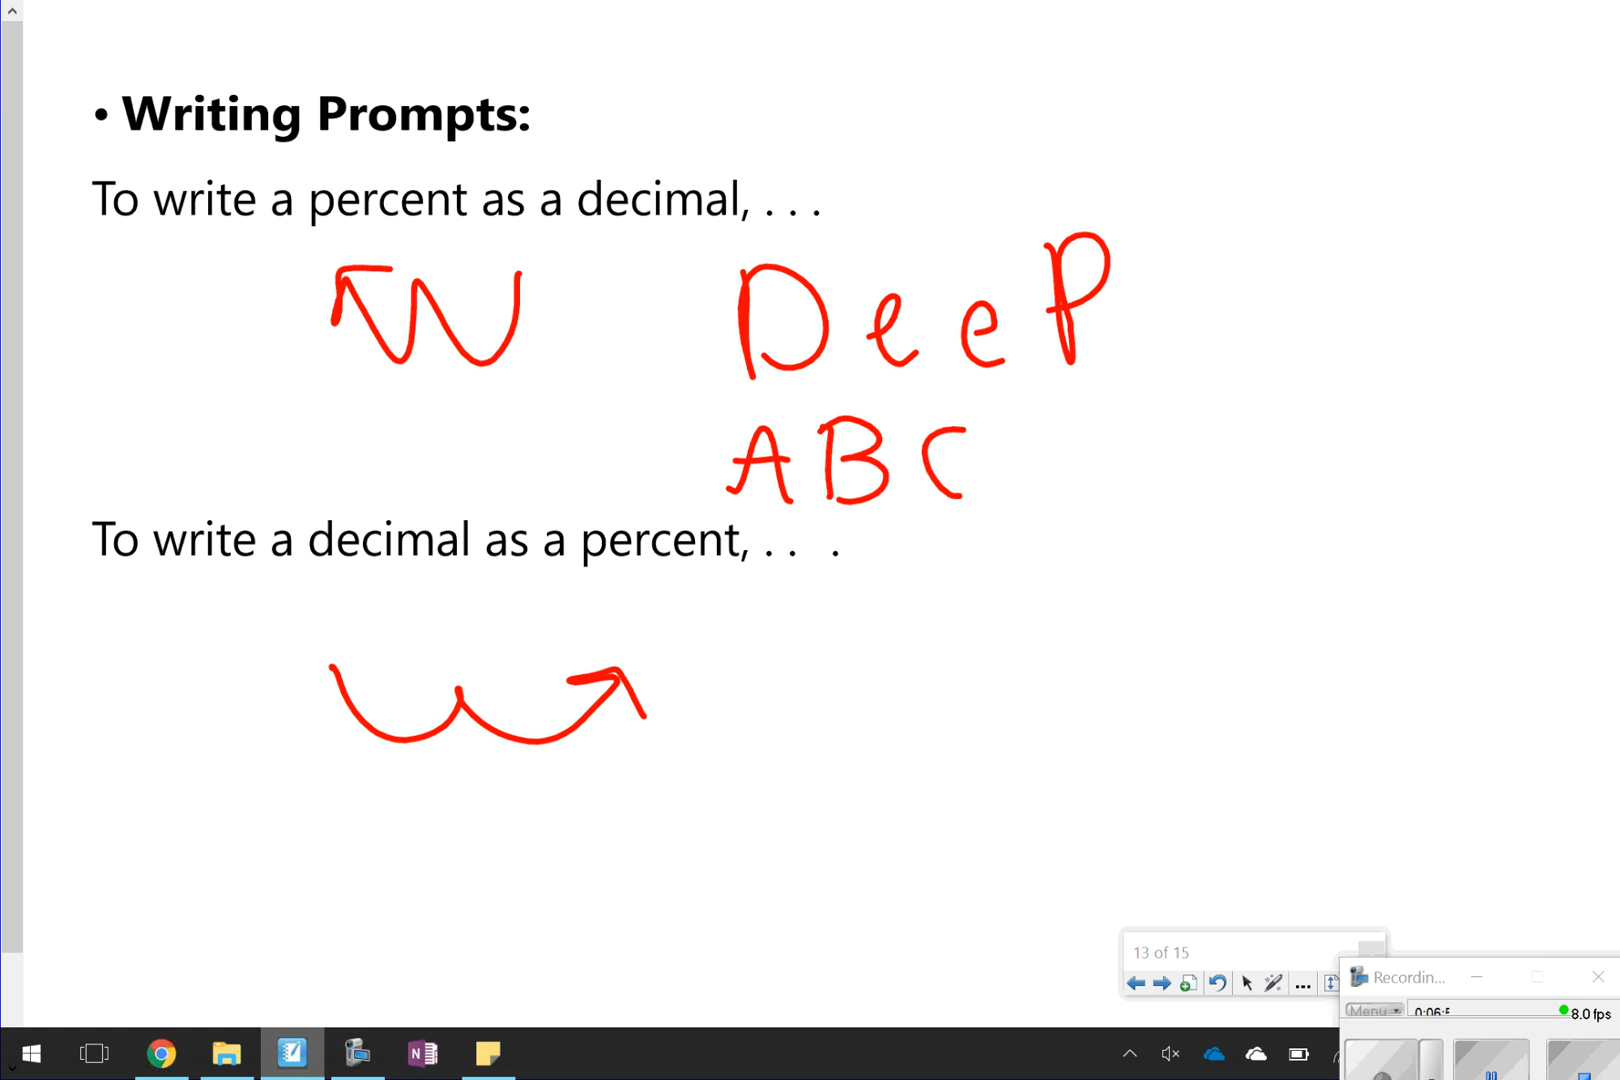 • Writing Prompts:
To write a percent as a decimal, . . .
DeeP
ABC
To write a decimal as a percent, . . .
13 of 15
Recordin...
Menu
8.0 fps